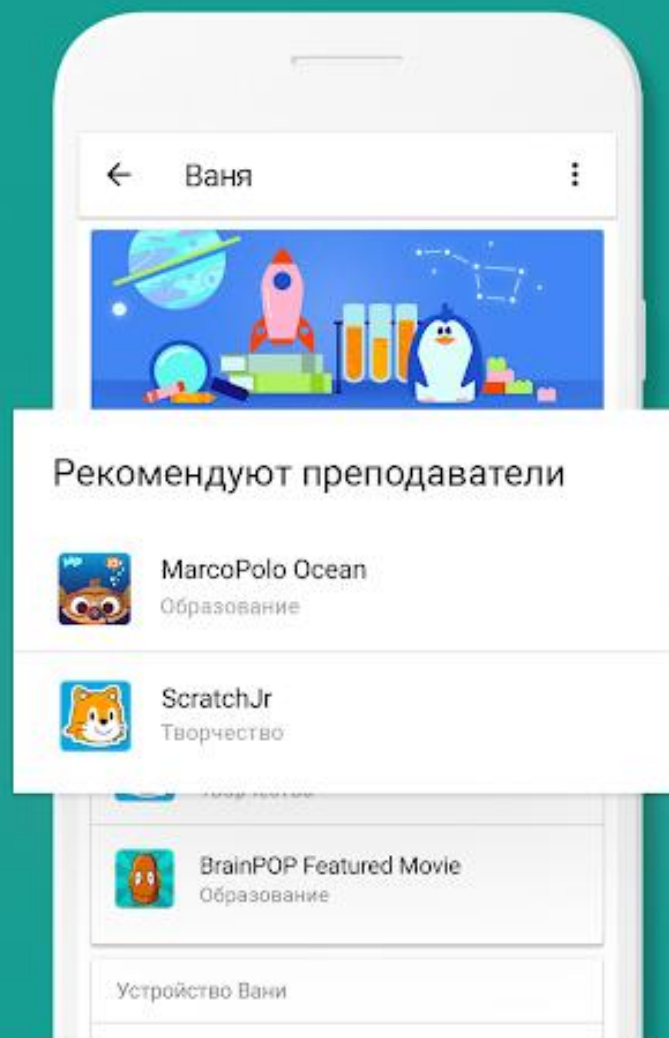 Ваня
Рекомендуют преподаватели
MarcoPolo Ocean
Образование
ScratchJr
Творчество
BrainPOP Featured Movie
Образование
Устройство Вани